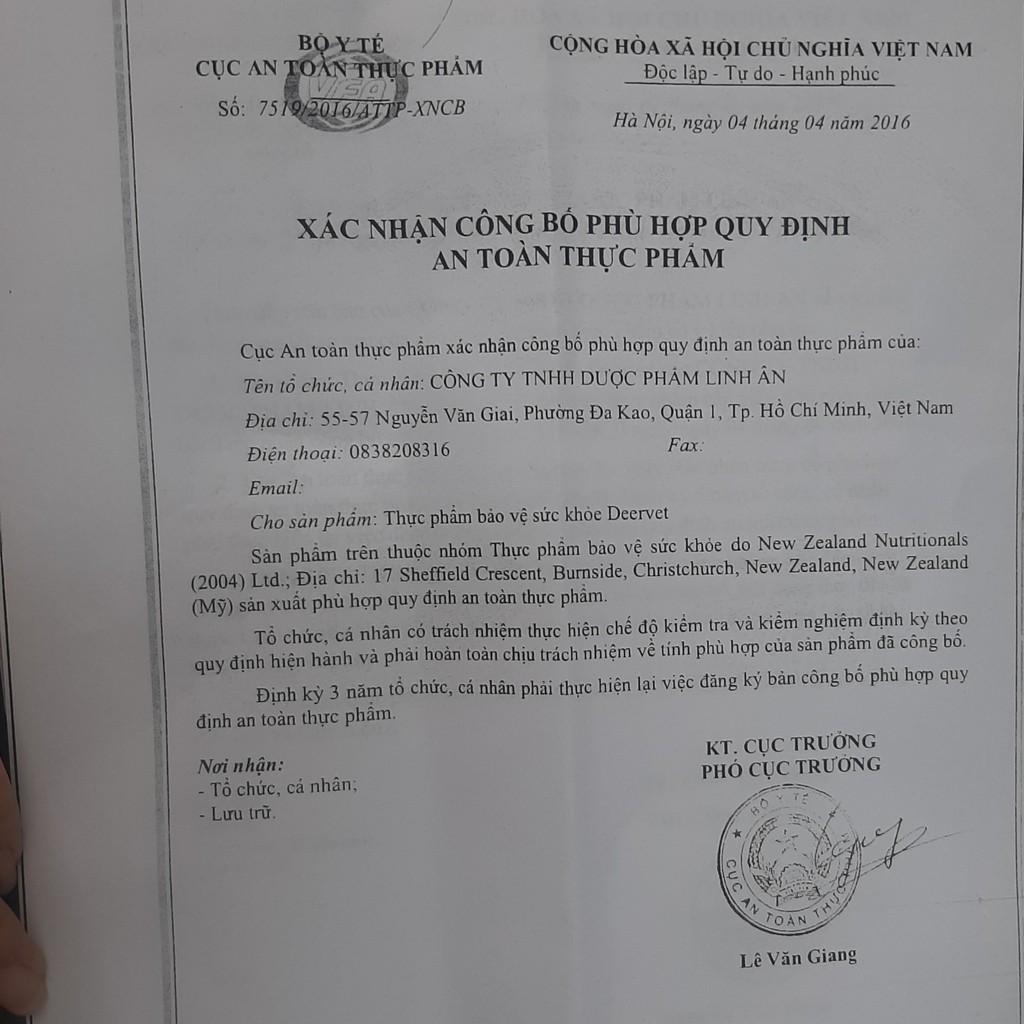 BỘ Y TẾ
CỤC AN TOÀN THỰC PHẨM
VFA
Số: 7519/2016/ATTP-XNCB
CỘNG HÒA XÃ HỘI CHỦ NGHĨA VIỆT NAM
Độc lập - Tự do - Hạnh phúc
Hà Nội, ngày 04 tháng 04 năm 2016
XÁC NHẬN CÔNG BỐ PHÙ HỢP QUY ĐỊNH
AN TOÀN THỰC PHẨM
Cục An toàn thực phẩm xác nhận công bố phù hợp quy định an toàn thực phẩm của:
Tên tổ chức, cá nhân: CÔNG TY TNHH DƯỢC PHẨM LINH ÂN
Địa chỉ: 55-57 Nguyễn Văn Giai, Phường Đa Kao, Quận 1, Tp. Hồ Chí Minh, Việt Nam
Điện thoại: 0838208316 Fax:
Email:
Cho sản phẩm: Thực phẩm bảo vệ sức khỏe Deervet
Sản phẩm trên thuộc nhóm Thực phẩm bảo vệ sức khỏe do New Zealand Nutritionals
(2004) Ltd.; Địa chỉ: 17 Sheffield Crescent, Burnside, Christchurch, New Zealand, New Zealand
(Mỹ) sản xuất phù hợp quy định an toàn thực phẩm.
Tổ chức, cá nhân có trách nhiệm thực hiện chế độ kiểm tra và kiểm nghiệm định kỳ theo
quy định hiện hành và phải hoàn toàn chịu trách nhiệm về tính phù hợp của sản phẩm đã công bố.
Định kỳ 3 năm tổ chức, cá nhân phải thực hiện lại việc đăng ký bản công bố phù hợp quy
định an toàn thực phẩm.
Nơi nhận:
- Tổ chức, cá nhân;
- Lưu trữ.
KT. CỤC TRƯỞNG
PHÓ CỤC TRƯỞNG
BỘ Y TẾ
CỤC AN TOÀN THỰC
Lê Văn Giang